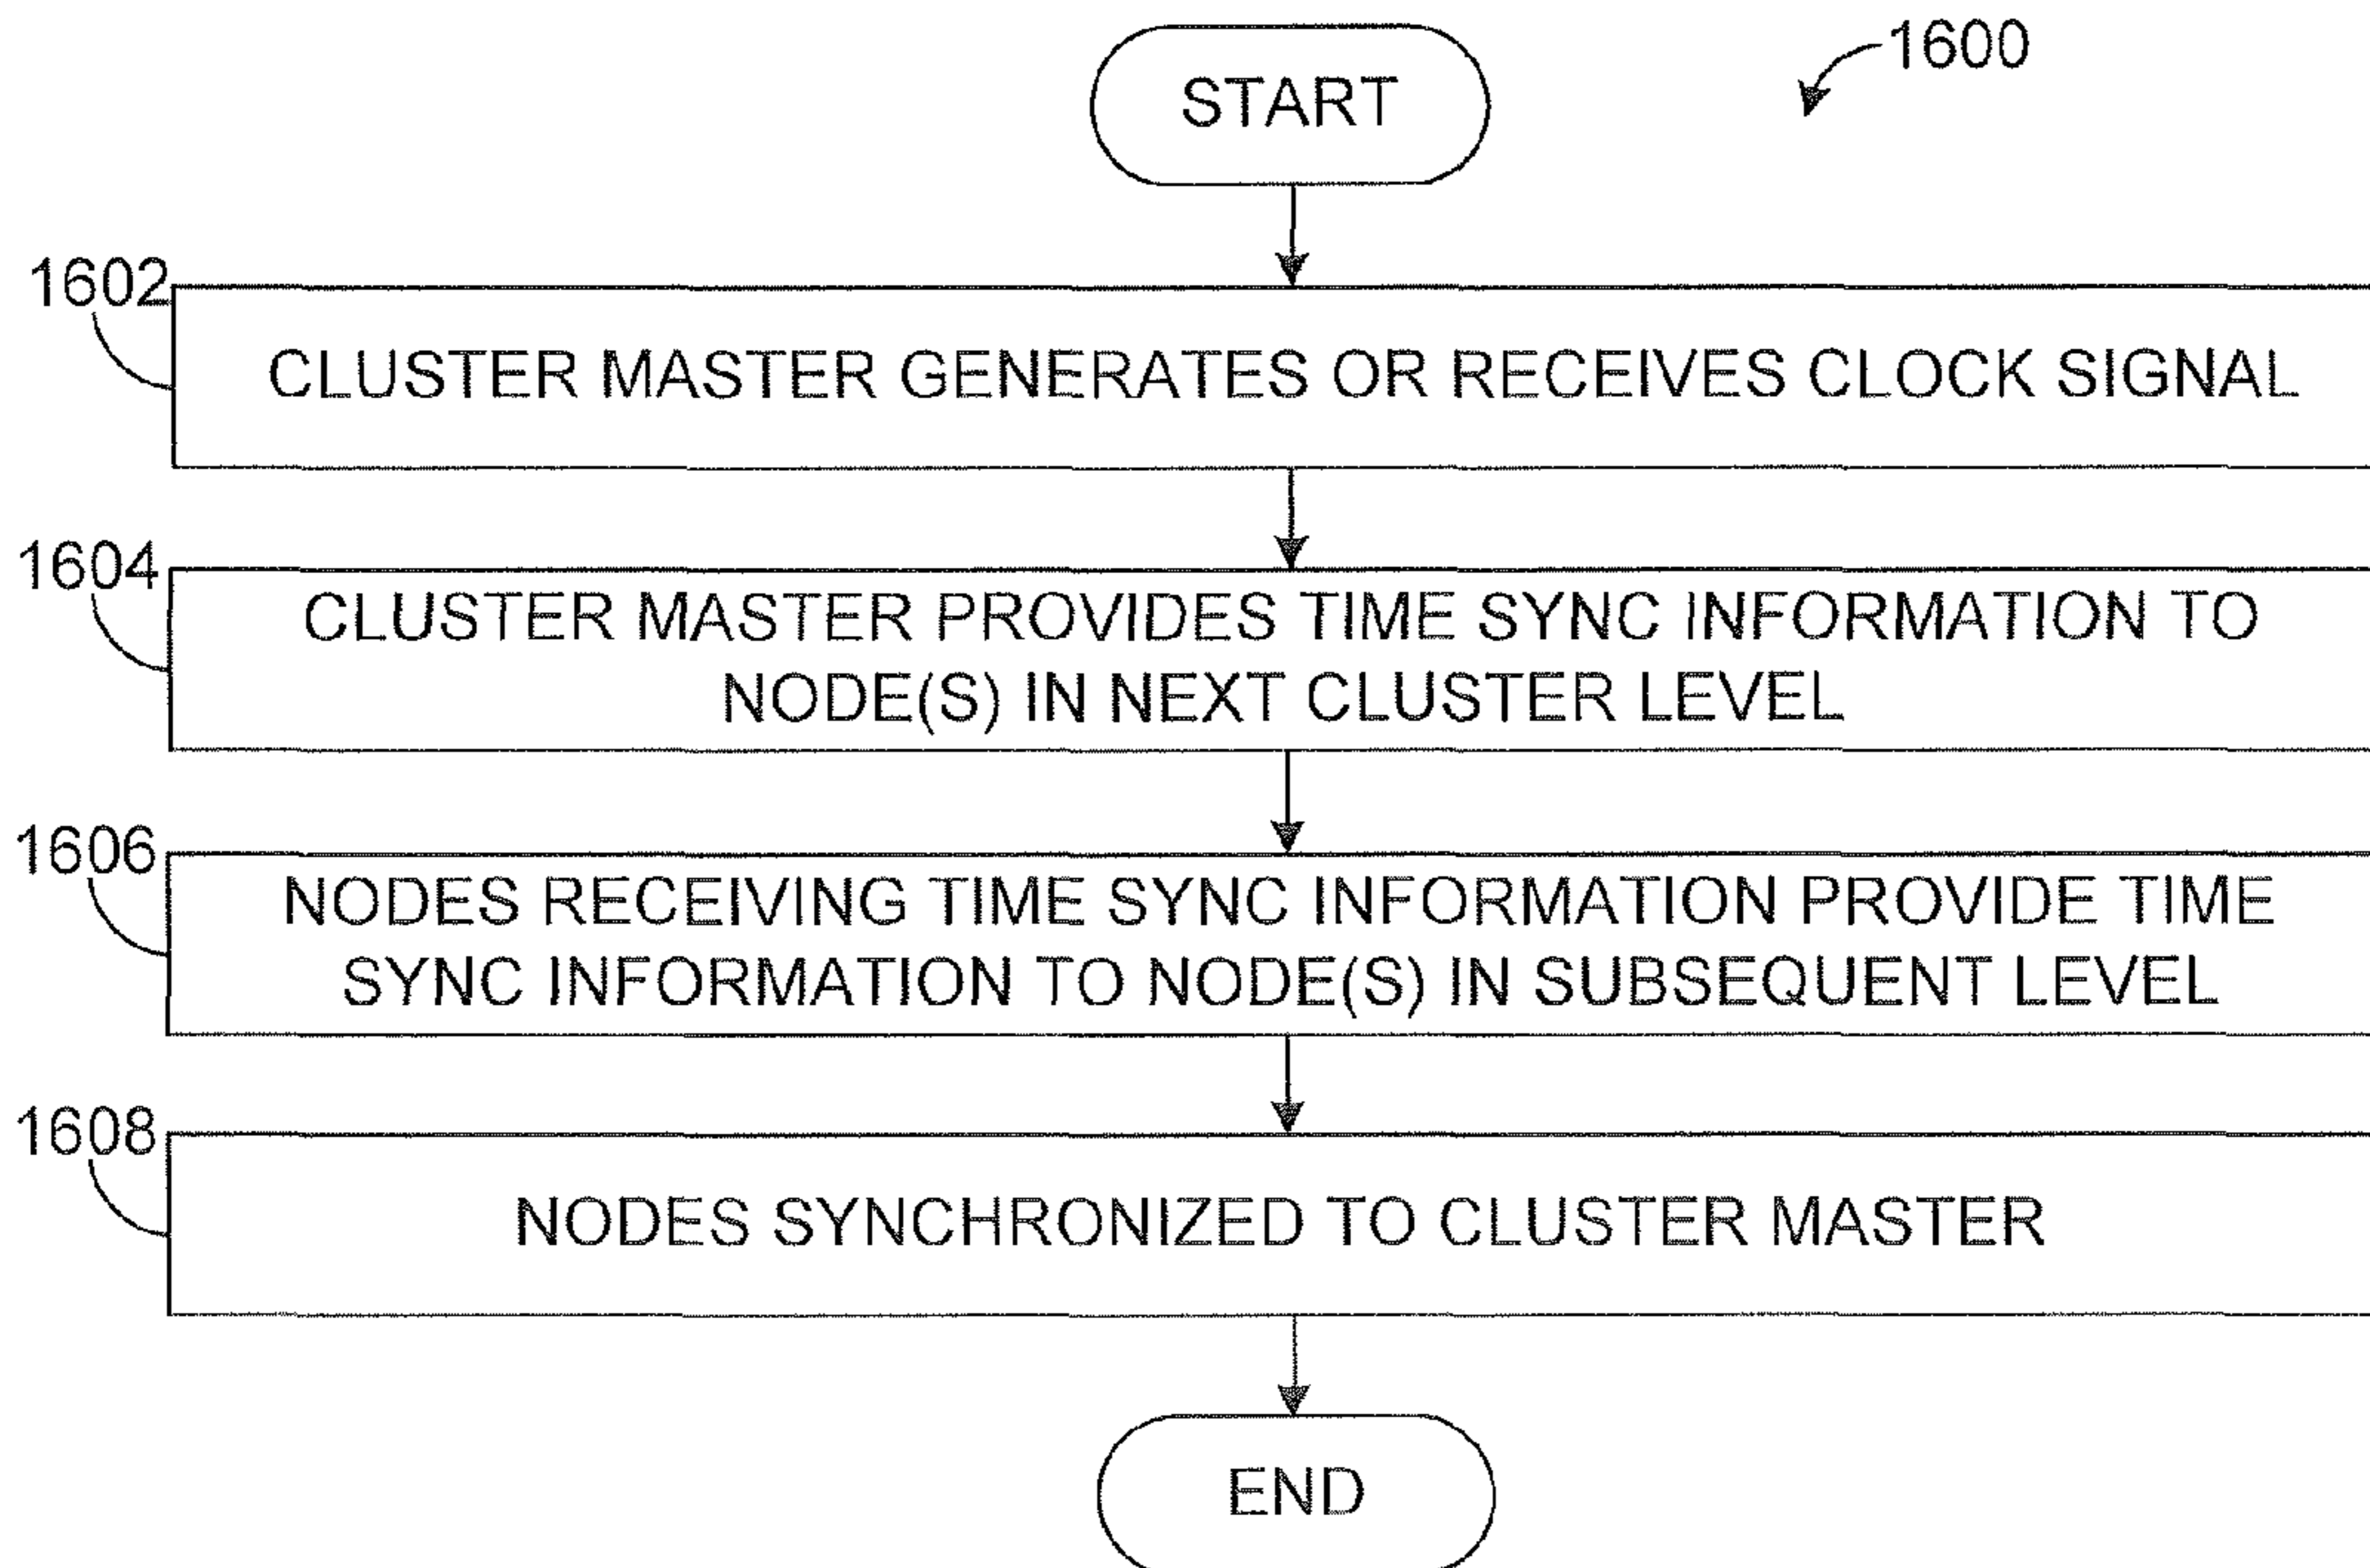 START
1600
1602
CLUSTER MASTER GENERATES OR RECEIVES CLOCK SIGNAL
1604
CLUSTER MASTER PROVIDES TIME SYNC INFORMATION TO
NODE(S) IN NEXT CLUSTER LEVEL
1606
NODES RECEIVING TIME SYNC INFORMATION PROVIDE TIME
SYNC INFORMATION TO NODE(S) IN SUBSEQUENT LEVEL
1608
NODES SYNCHRONIZED TO CLUSTER MASTER
END